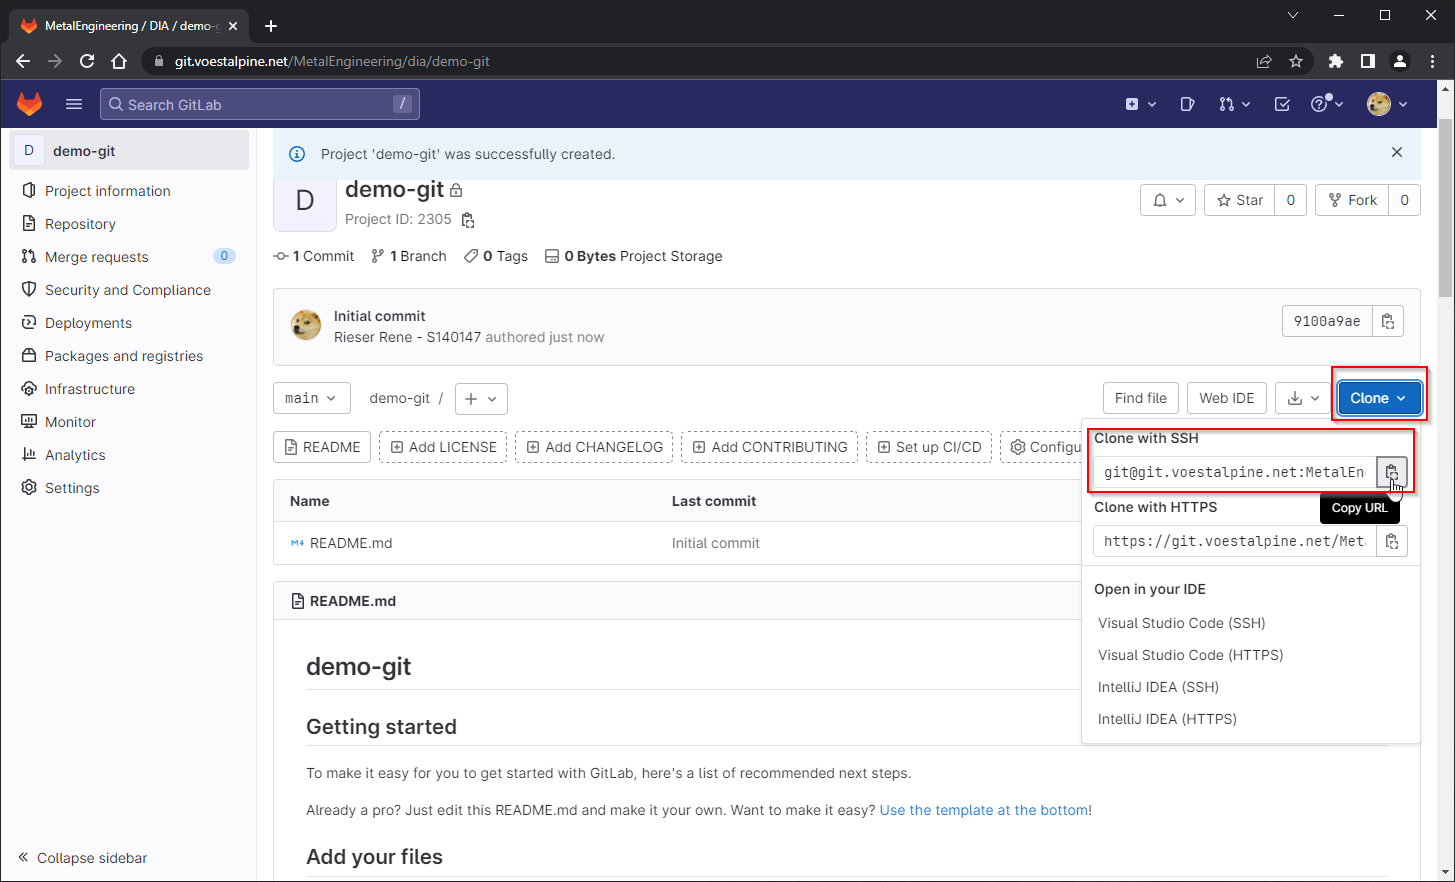 MetalEngineering / DIA / demo-g
git.voestalpine.net/MetalEngineering/dia/demo-git
Search GitLab /
D demo-git
Project information
Repository
Merge requests 0
Security and Compliance
Deployments
Packages and registries
Infrastructure
Monitor
Analytics
Settings
Collapse sidebar
Project 'demo-git' was successfully created.
D
demo-git
Project ID: 2305
Star 0
Fork 0
1 Commit 1 Branch 0 Tags 0 Bytes Project Storage
Initial commit
Rieser Rene - S140147 authored just now
9100a9ae
main demo-git / +
Find file Web IDE Clone
README Add LICENSE Add CHANGELOG Add CONTRIBUTING Set up CI/CD Configu
Clone with SSH
git@git.voestalpine.net:MetalEn
Clone with HTTPS
Copy URL
https://git.voestalpine.net/Met
Open in your IDE
Visual Studio Code (SSH)
Visual Studio Code (HTTPS)
IntelliJ IDEA (SSH)
IntelliJ IDEA (HTTPS)
Name Last commit
README.md Initial commit
README.md
demo-git
Getting started
To make it easy for you to get started with GitLab, here's a list of recommended next steps.
Already a pro? Just edit this README.md and make it your own. Want to make it easy? Use the template at the bottom!
Add your files